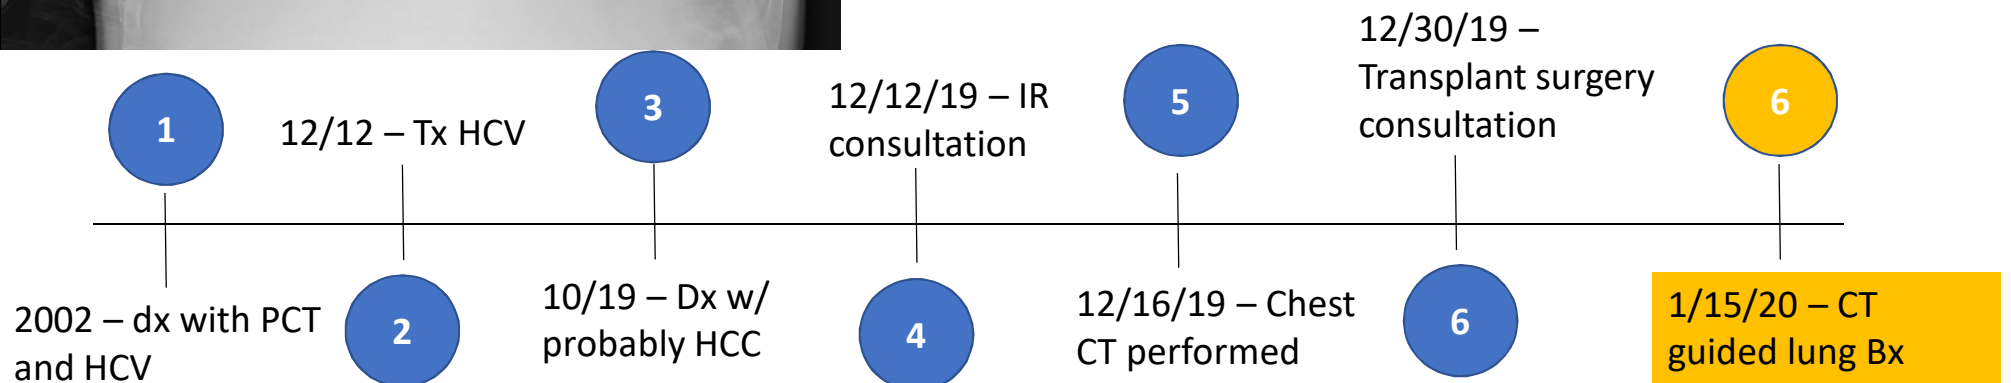 1
2002 – dx with PCT
and HCV
12/12 – Tx HCV
2
3
10/19 – Dx w/
probably HCC
12/12/19 – IR
consultation
4
5
12/16/19 – Chest
CT performed
12/30/19 –
Transplant surgery
consultation
6
6
1/15/20 – CT
guided lung Bx